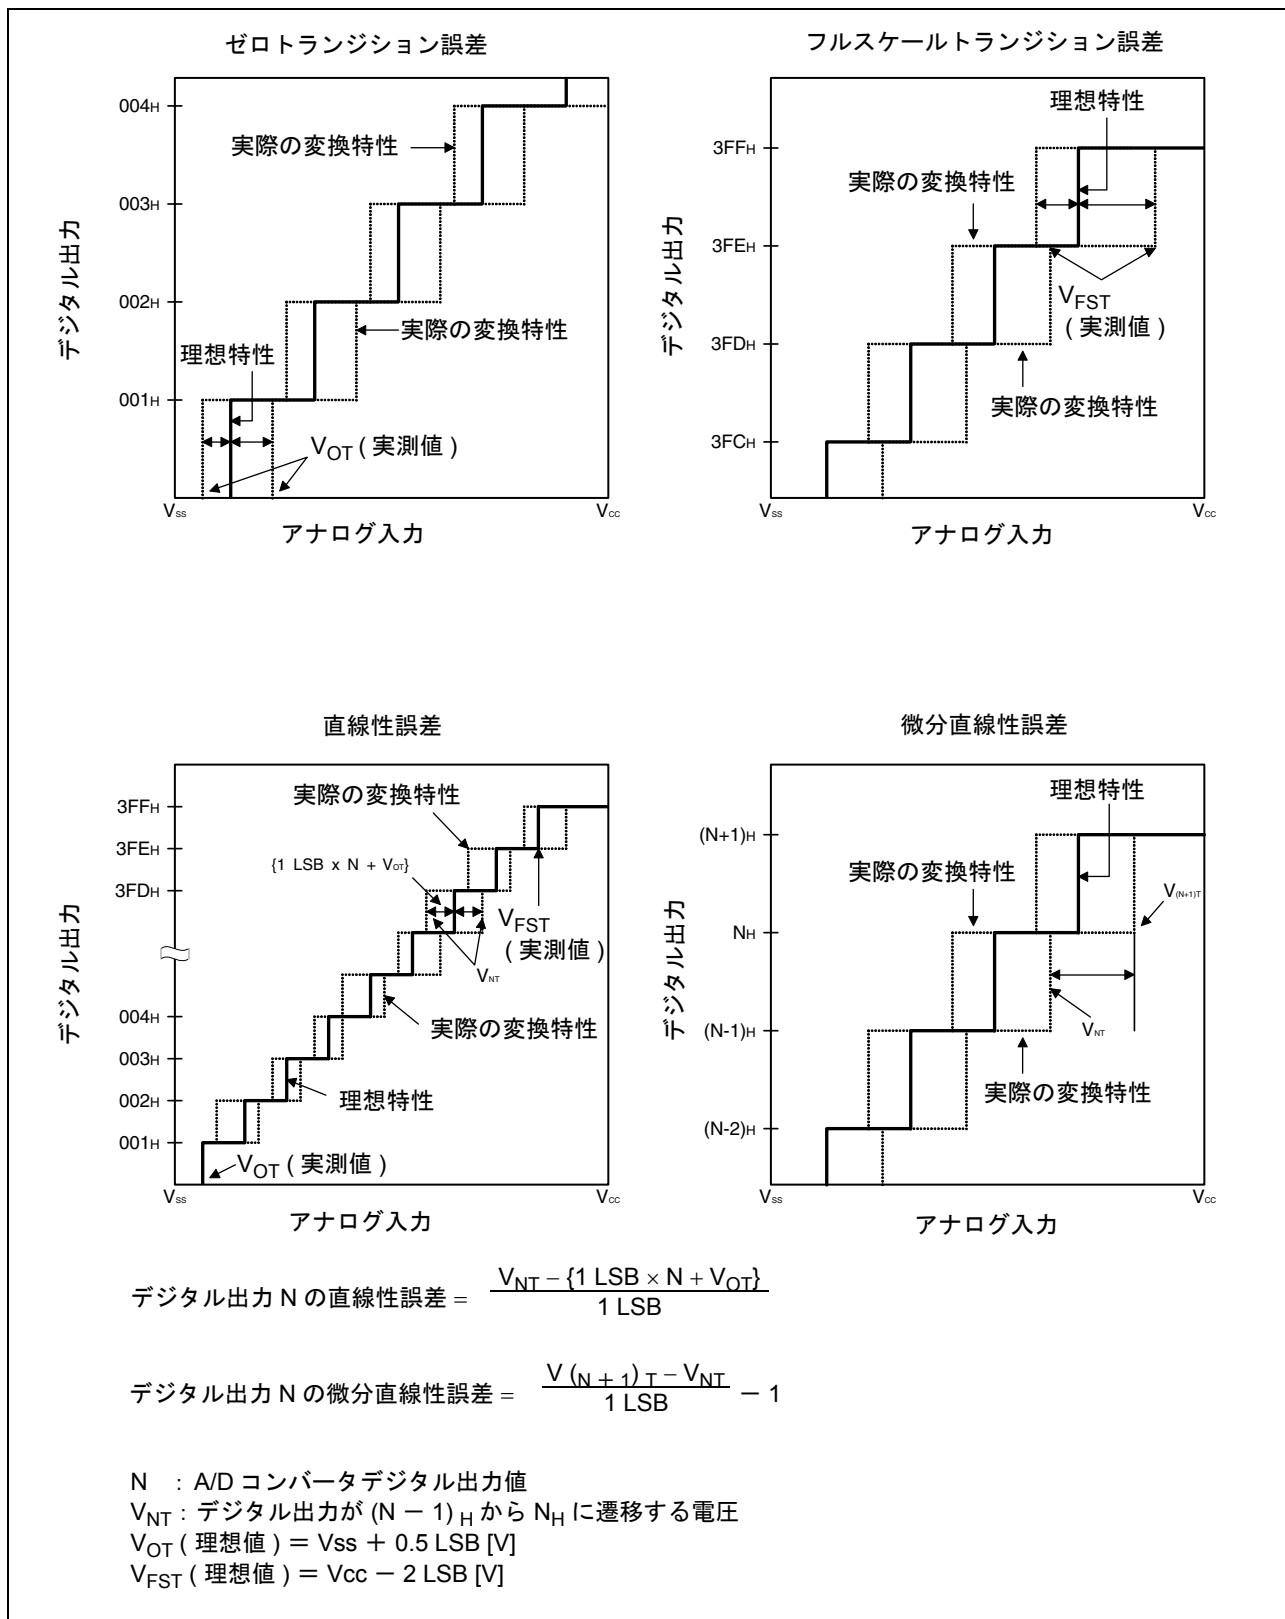 ゼロトランジション誤差
004H
003H
002H
001H
デジタル出力
実際の変換特性
実際の変換特性
理想特性
VOT ( 実測値 )
Vss
Vcc
アナログ入力
フルスケールトランジション誤差
3FFH
3FEH
3FDH
3FCH
デジタル出力
理想特性
実際の変換特性
VFST
( 実測値 )
実際の変換特性
Vss
Vcc
アナログ入力
直線性誤差
3FFH
3FEH
3FDH
004H
003H
002H
001H
デジタル出力
実際の変換特性
{1 LSB x N + VOT}
VFST
( 実測値 )
VNT
実際の変換特性
理想特性
VOT ( 実測値 )
Vss
Vcc
アナログ入力
微分直線性誤差
(N+1)H
NH
(N-1)H
(N-2)H
デジタル出力
理想特性
実際の変換特性
V(N+1)T
VNT
実際の変換特性
Vss
Vcc
アナログ入力
デジタル出力 N の直線性誤差 =
VNT − {1 LSB × N + VOT}
1 LSB
デジタル出力 N の微分直線性誤差 =
V (N + 1) T − VNT
1 LSB
− 1
N : A/D コンバータデジタル出力値
VNT : デジタル出力が (N − 1) H から NH に遷移する電圧
VOT ( 理想値 ) = Vss + 0.5 LSB [V]
VFST ( 理想値 ) = Vcc − 2 LSB [V]